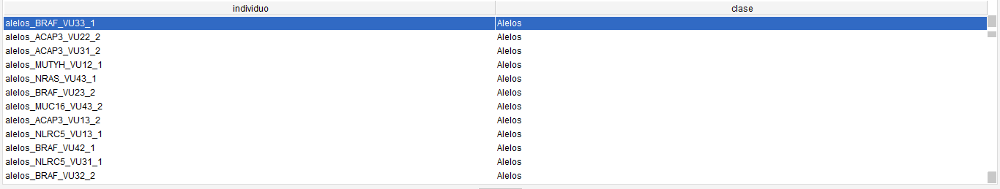 individuo clase
alelos_BRAF_VU33_1 Alelos
alelos_ACAP3_VU22_2 Alelos
alelos_ACAP3_VU31_2 Alelos
alelos_MUTYH_VU12_1 Alelos
alelos_NRAS_VU43_1 Alelos
alelos_BRAF_VU23_2 Alelos
alelos_MUC16_VU43_2 Alelos
alelos_ACAP3_VU13_2 Alelos
alelos_NLRC5_VU13_1 Alelos
alelos_BRAF_VU42_1 Alelos
alelos_NLRC5_VU31_1 Alelos
alelos_BRAF_VU32_2 Alelos